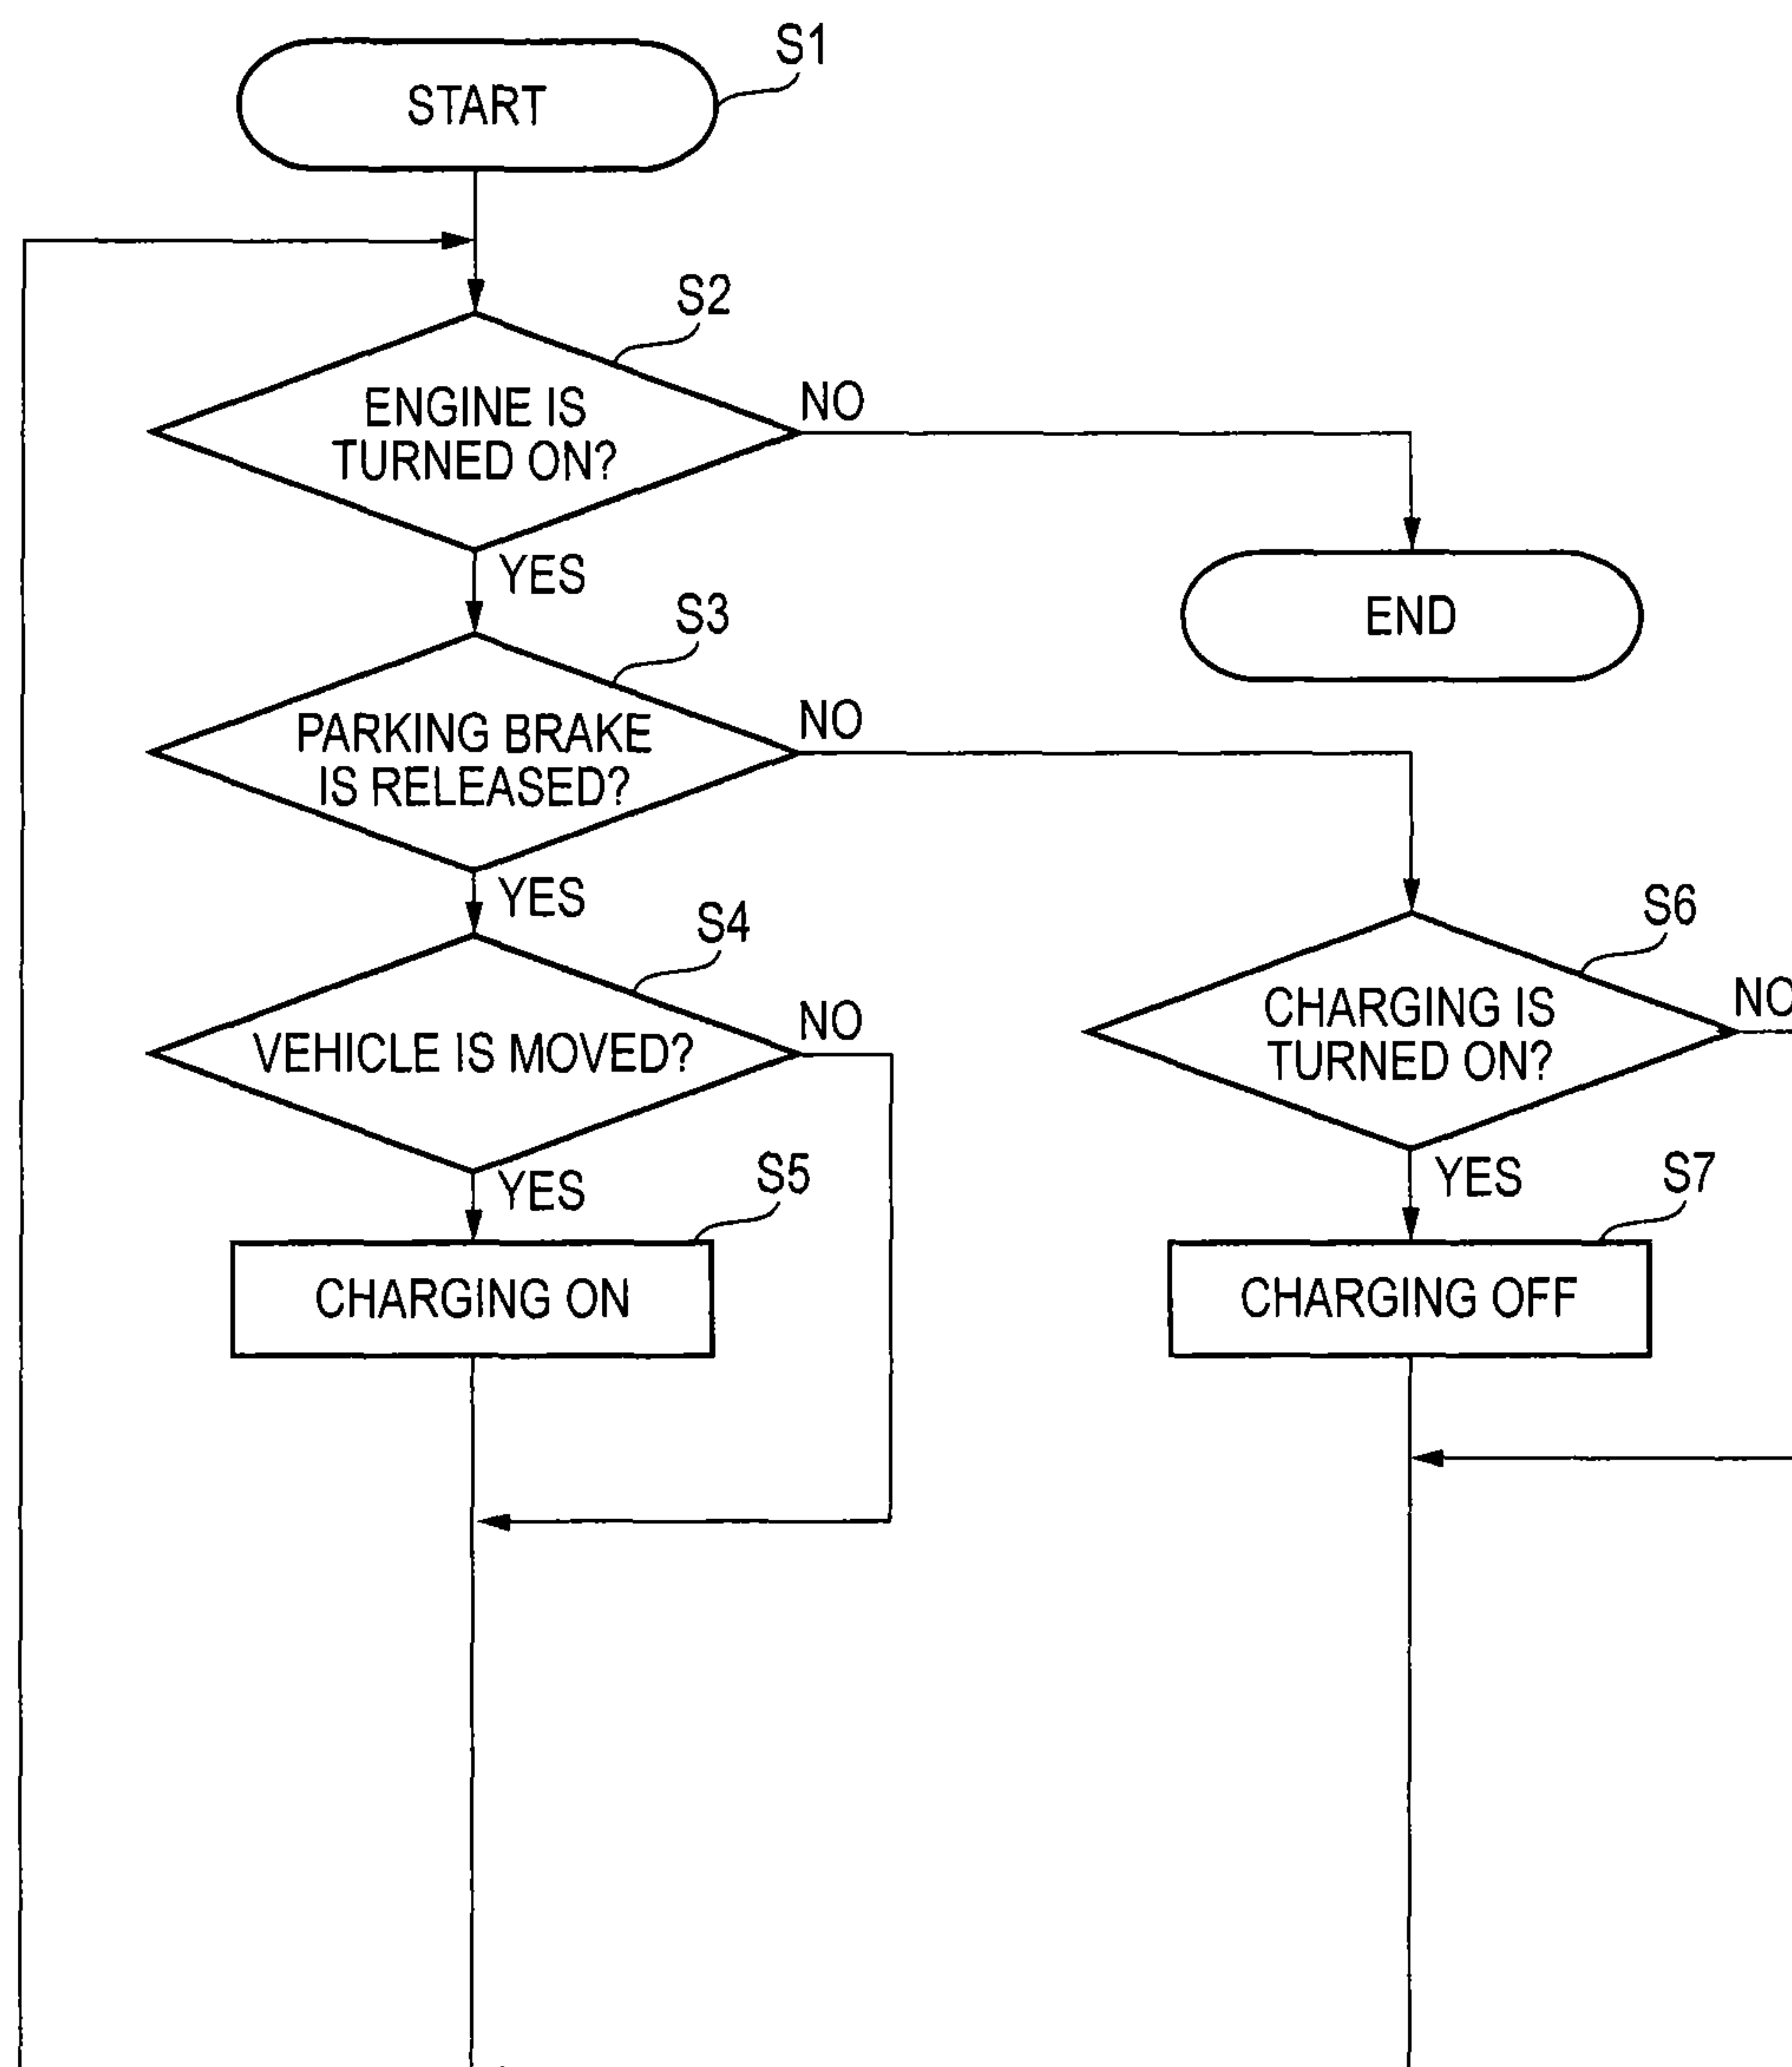 S1
START
S2
ENGINE IS
TURNED ON?
NO
YES
END
S3
PARKING BRAKE
IS RELEASED?
NO
YES
S4
VEHICLE IS MOVED?
NO
YES
S6
CHARGING IS
TURNED ON?
NO
YES
S5
CHARGING ON
S7
CHARGING OFF